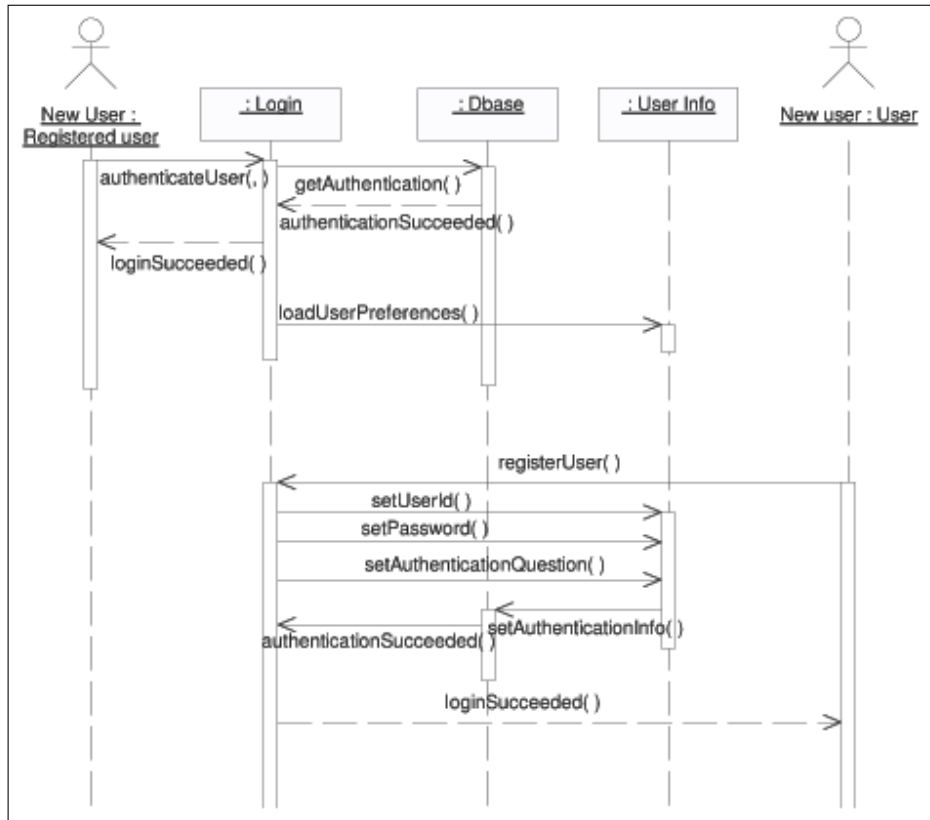 New User :
Registered user
: Login
: Dbase
: User Info
New user : User
authenticateUser(, )
getAuthentication( )
authenticationSucceeded( )
loginSucceeded( )
loadUserPreferences( )
registerUser( )
setUserId( )
setPassword( )
setAuthenticationQuestion( )
setAuthenticationInfo( )
authenticationSucceeded( )
loginSucceeded( )